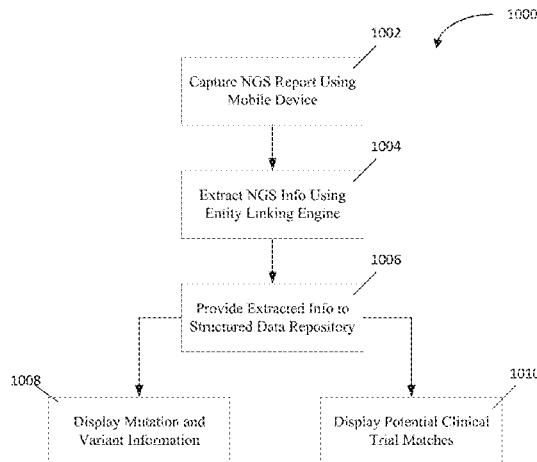 1000
1002
Capture NGS Report Using
Mobile Device
1004
Extract NGS Info Using
Entity Linking Engine
1006
Provide Extracted Info to
Structured Data Repository
1008
Display Mutation and
Variant Information
1010
Display Potential Clinical
Trial Matches